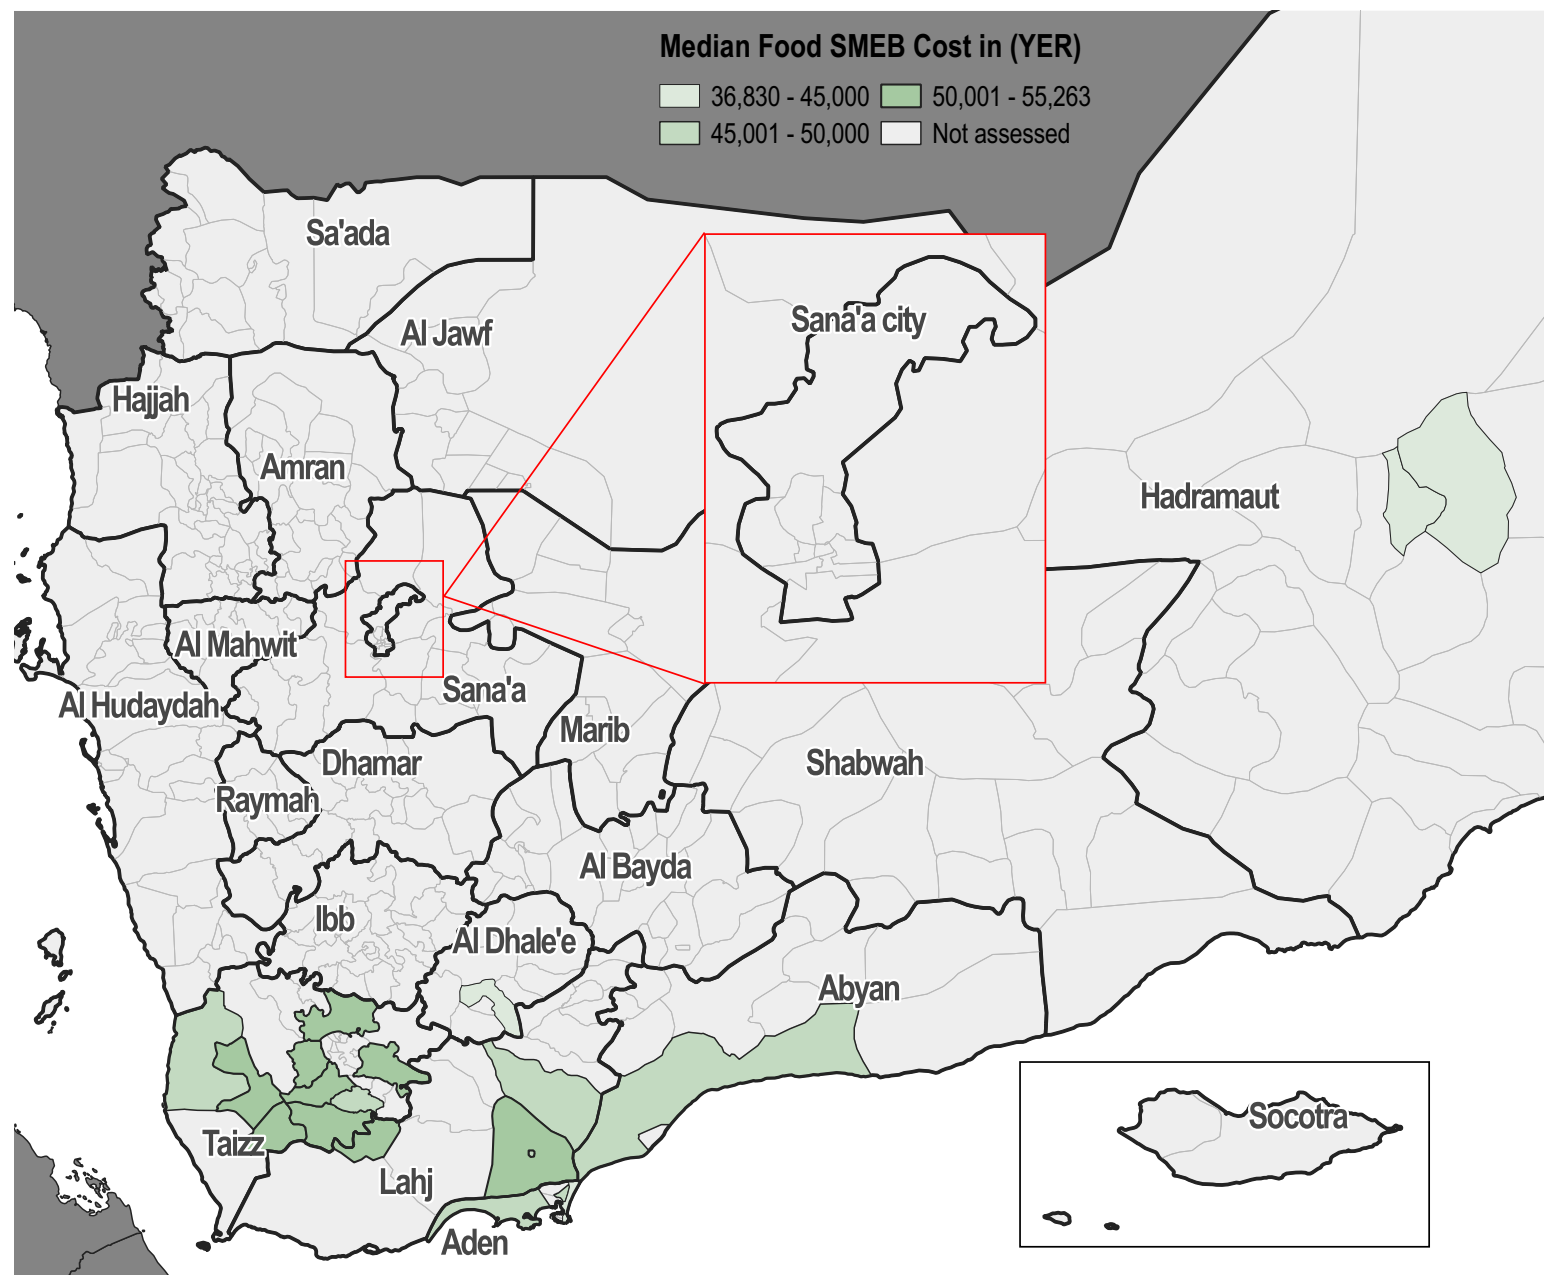 Median Food SMEB Cost in (YER)
36,830 - 45,000
50,001 - 55,263
45,001 - 50,000
Not assessed
Sa'ada
Al Jawf
Sana'a city
Hajjah
Amran
Hadramaut
Al Mahwit
Sana'a
Al Hudaydah
Marib
Dhamar
Shabwah
Raymah
Al Bayda
Ibb
Al Dhale'e
Abyan
Socotra
Taizz
Lahj
Aden